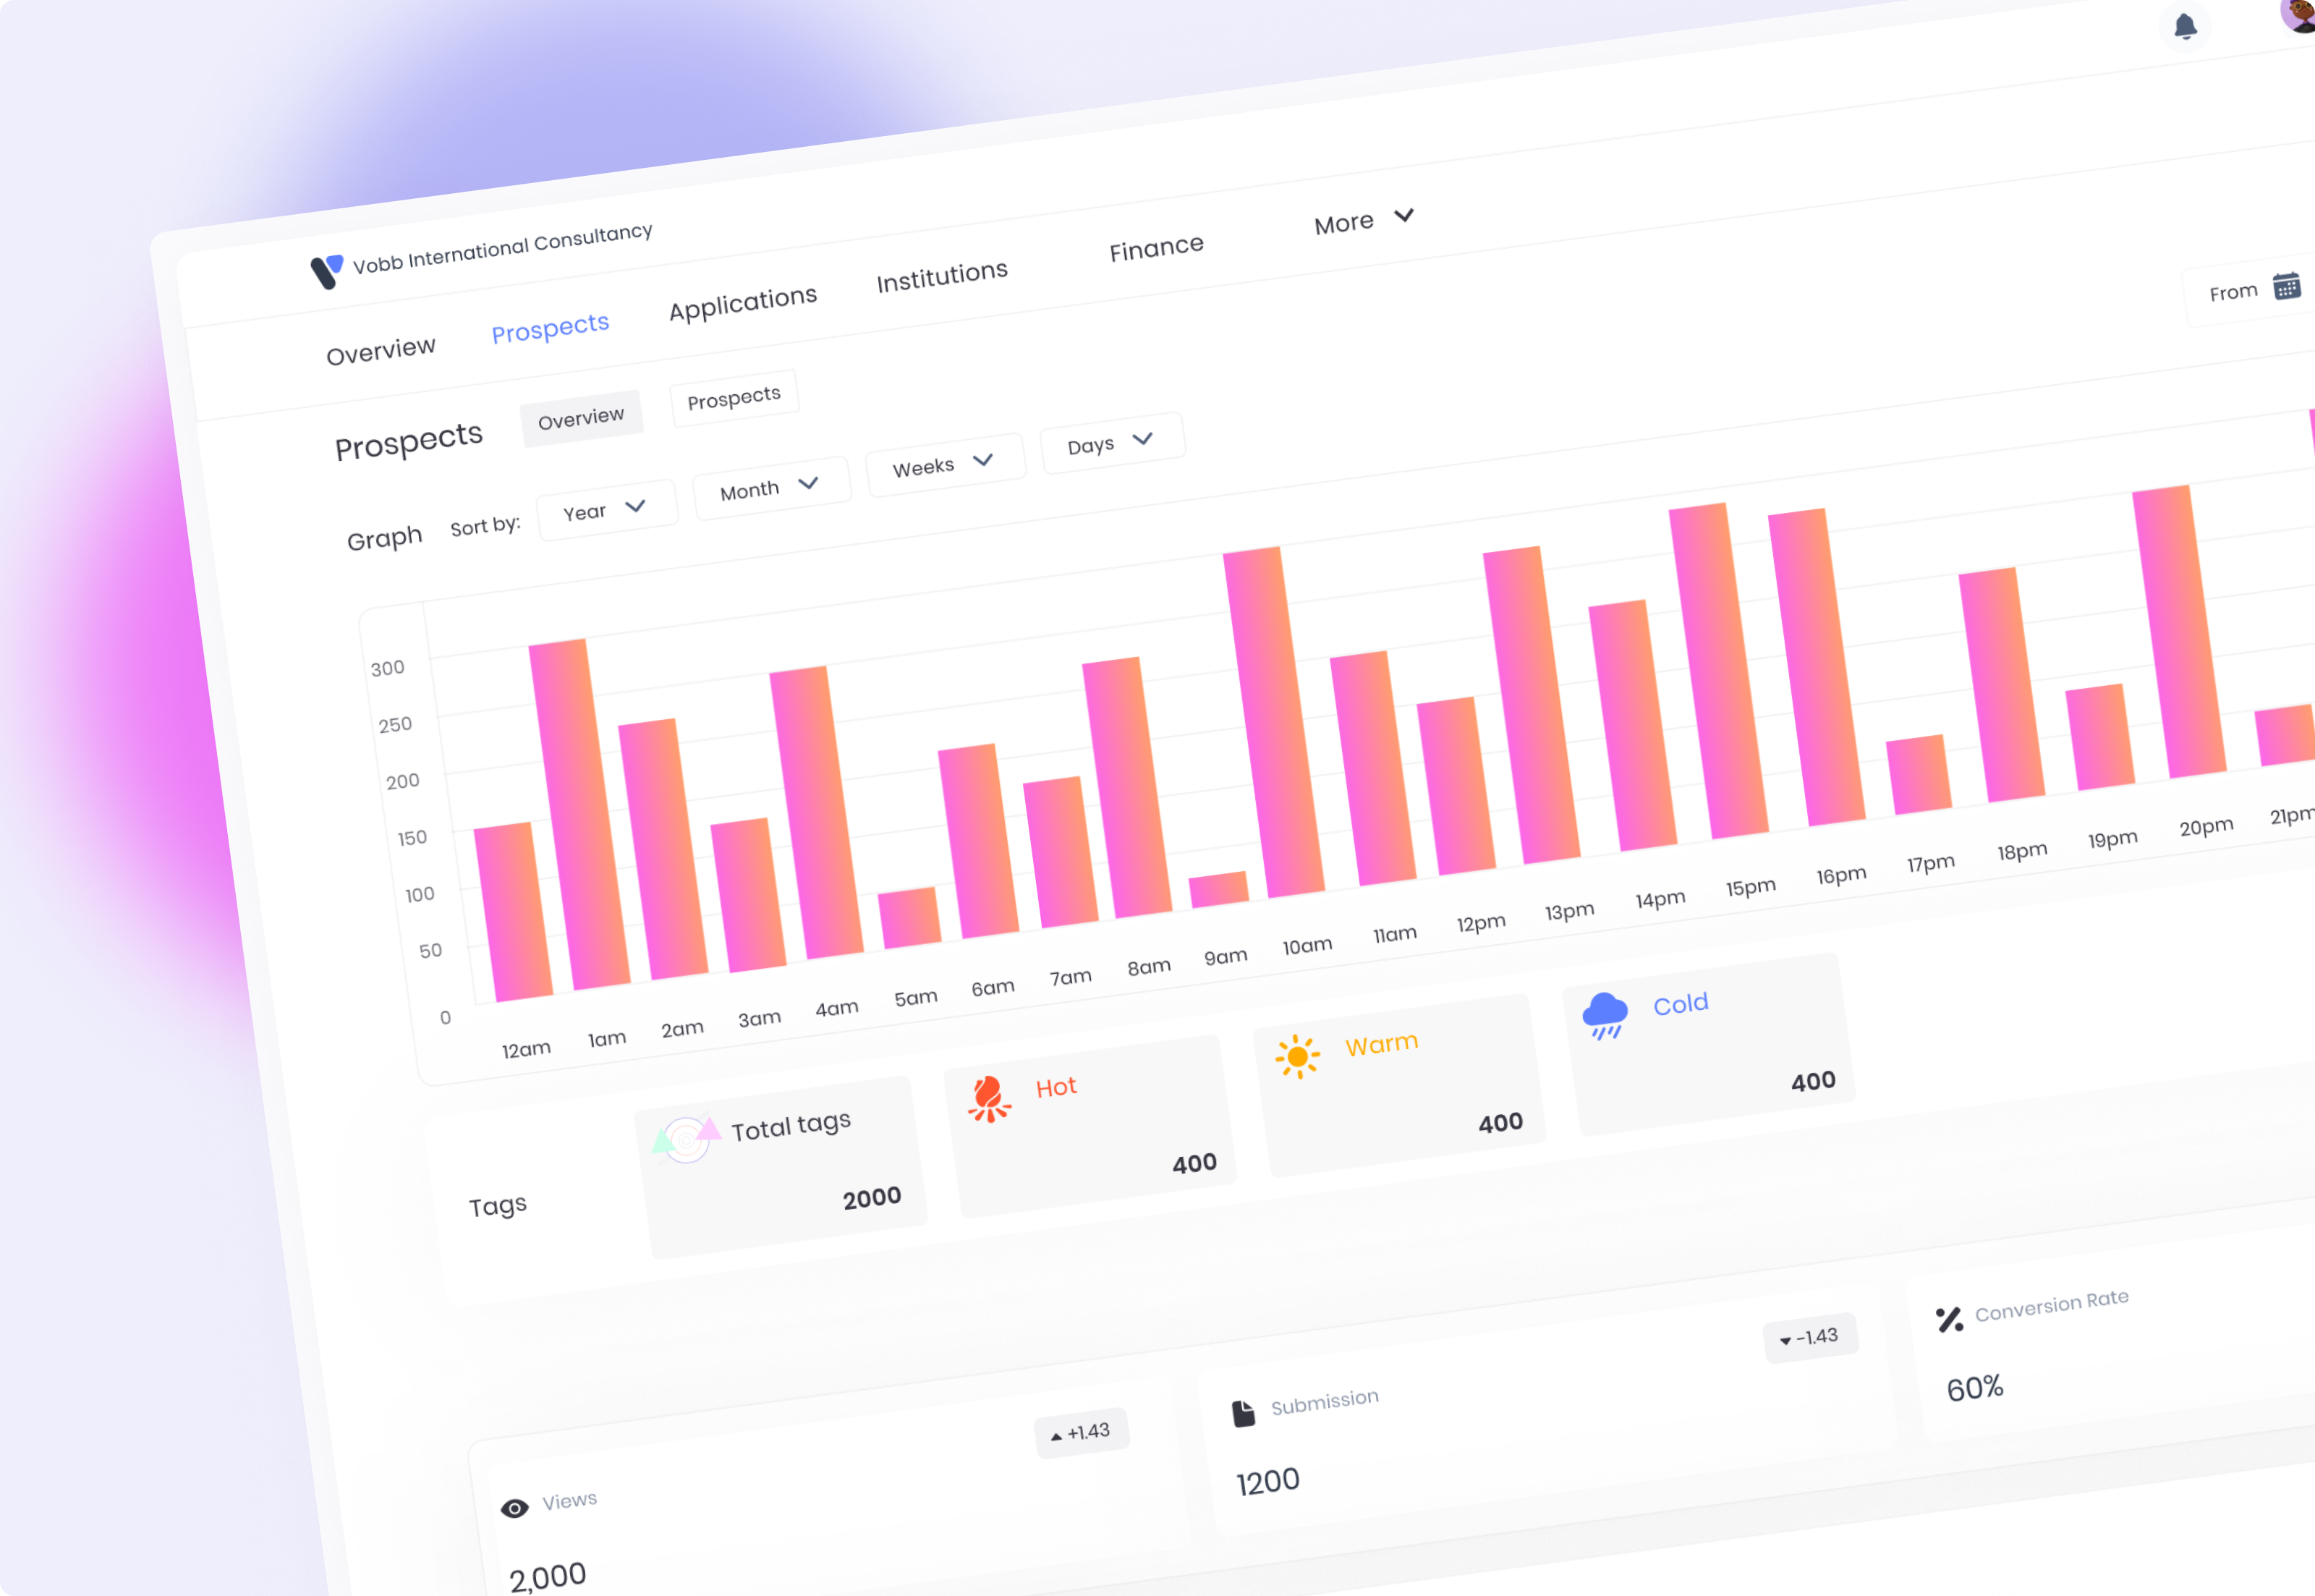 Vobb International Consultancy
Overview Prospects Applications Institutions Finance More
Prospects Overview Prospects
From
Graph Sort by: Year Month Weeks Days
300
250
200
150
100
50
0
12am 1am 2am 3am 4am 5am 6am 7am 8am 9am 10am 11am 12pm 13pm 14pm 15pm 16pm 17pm 18pm 19pm 20pm 21pm
Tags
Total tags
2000
Hot
400
Warm
400
Cold
400
Views
+1.43
2,000
Submission
-1.43
1200
Conversion Rate
60%